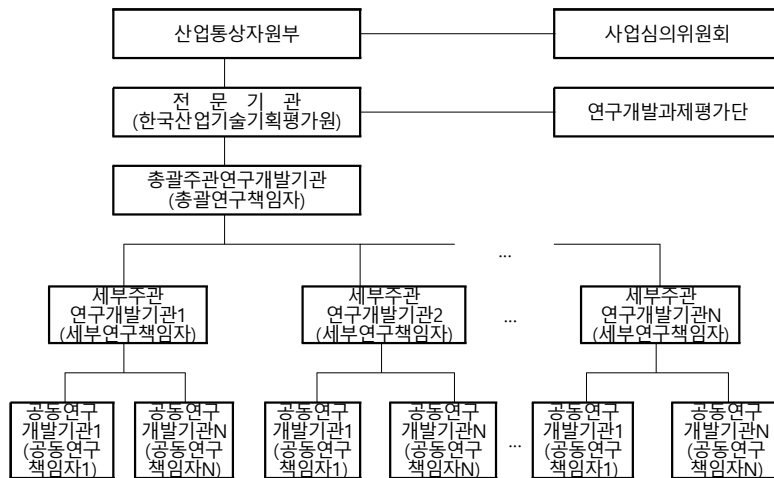 산업통상자원부
사업심의위원회
전 문 기 관
(한국산업기술기획평가원)
연구개발과제평가단
총괄주관연구개발기관
(총괄연구책임자)
...
세부주관
연구개발기관1
(세부연구책임자)
세부주관
연구개발기관2
(세부연구책임자)
...
세부주관
연구개발기관N
(세부연구책임자)
공동연구
개발기관1
(공동연구
책임자1)
공동연구
개발기관N
(공동연구
책임자N)
공동연구
개발기관1
(공동연구
책임자1)
공동연구
개발기관N
(공동연구
책임자N)
...
공동연구
개발기관1
(공동연구
책임자1)
공동연구
개발기관N
(공동연구
책임자N)